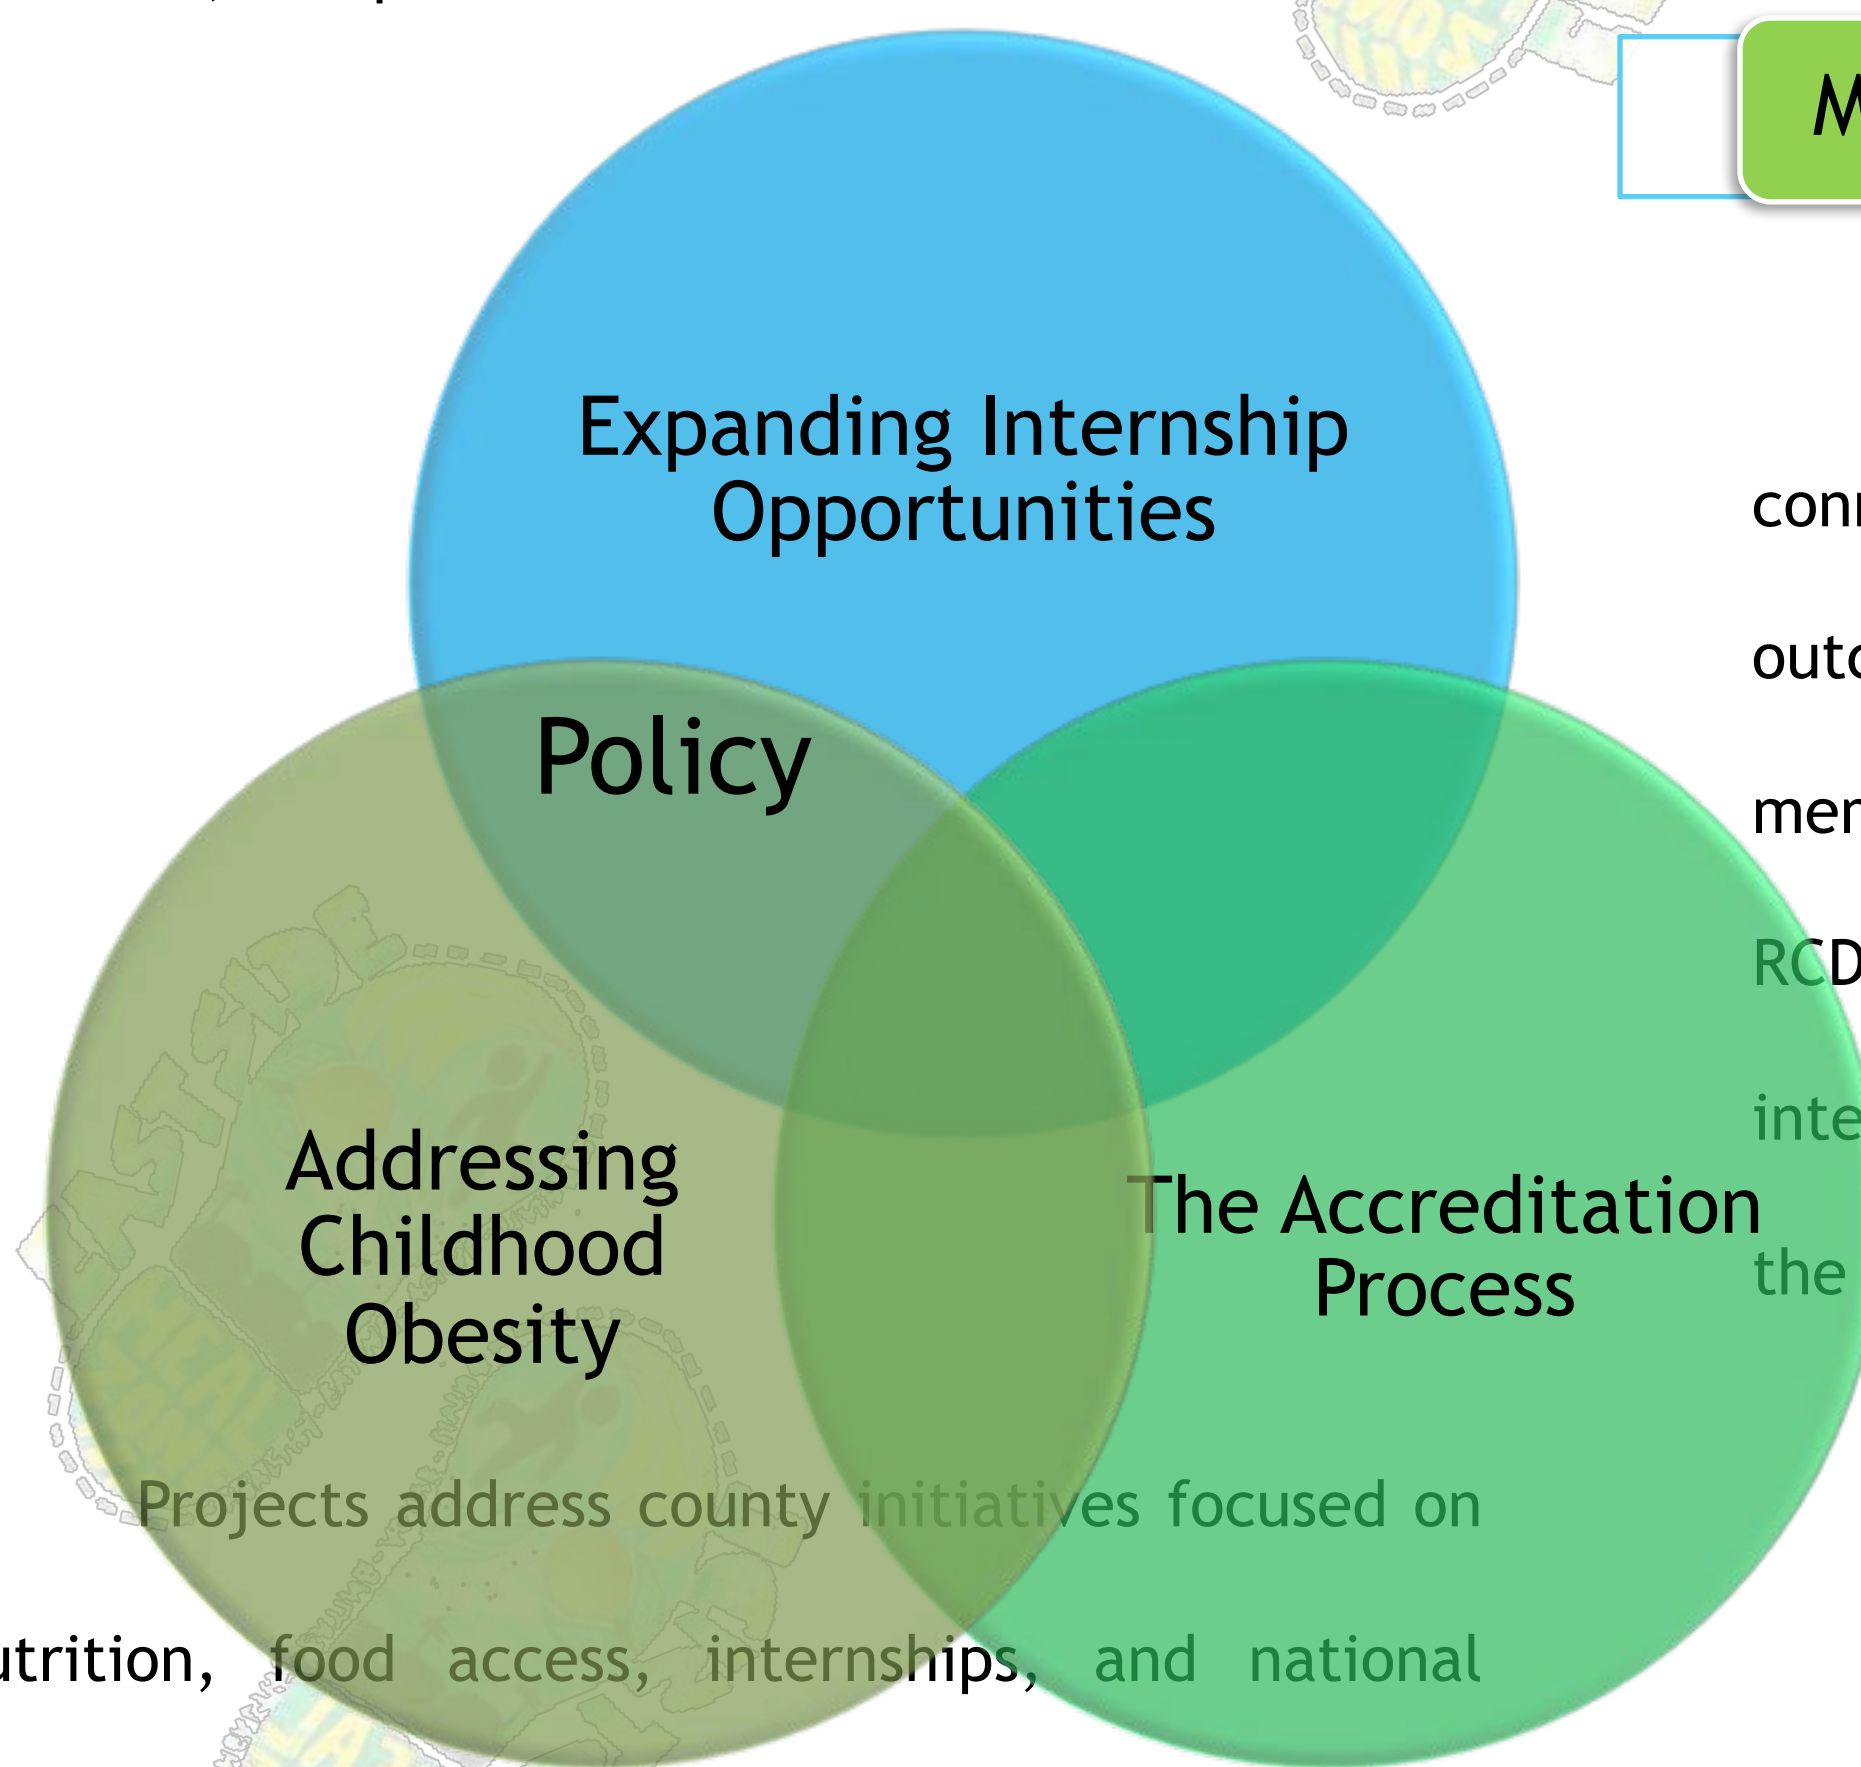 Expanding Internship
Opportunities
Policy
Addressing
Childhood
Obesity
The Accreditation
Process
Projects address county initiatives focused on
food access, internships, and national
the